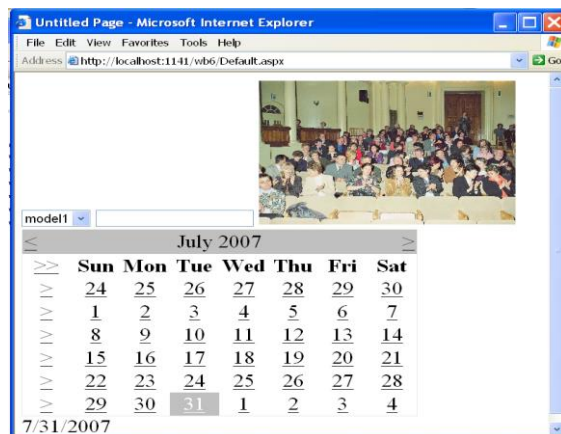 Untitled Page - Microsoft Internet Explorer
File Edit View Favorites Tools Help
Address http://localhost:1141/wb6/Default.aspx Go
model1
< July 2007 >
>> Sun Mon Tue Wed Thu Fri Sat
> 24 25 26 27 28 29 30
> 1 2 3 4 5 6 7
> 8 9 10 11 12 13 14
> 15 16 17 18 19 20 21
> 22 23 24 25 26 27 28
> 29 30 31 1 2 3 4
7/31/2007